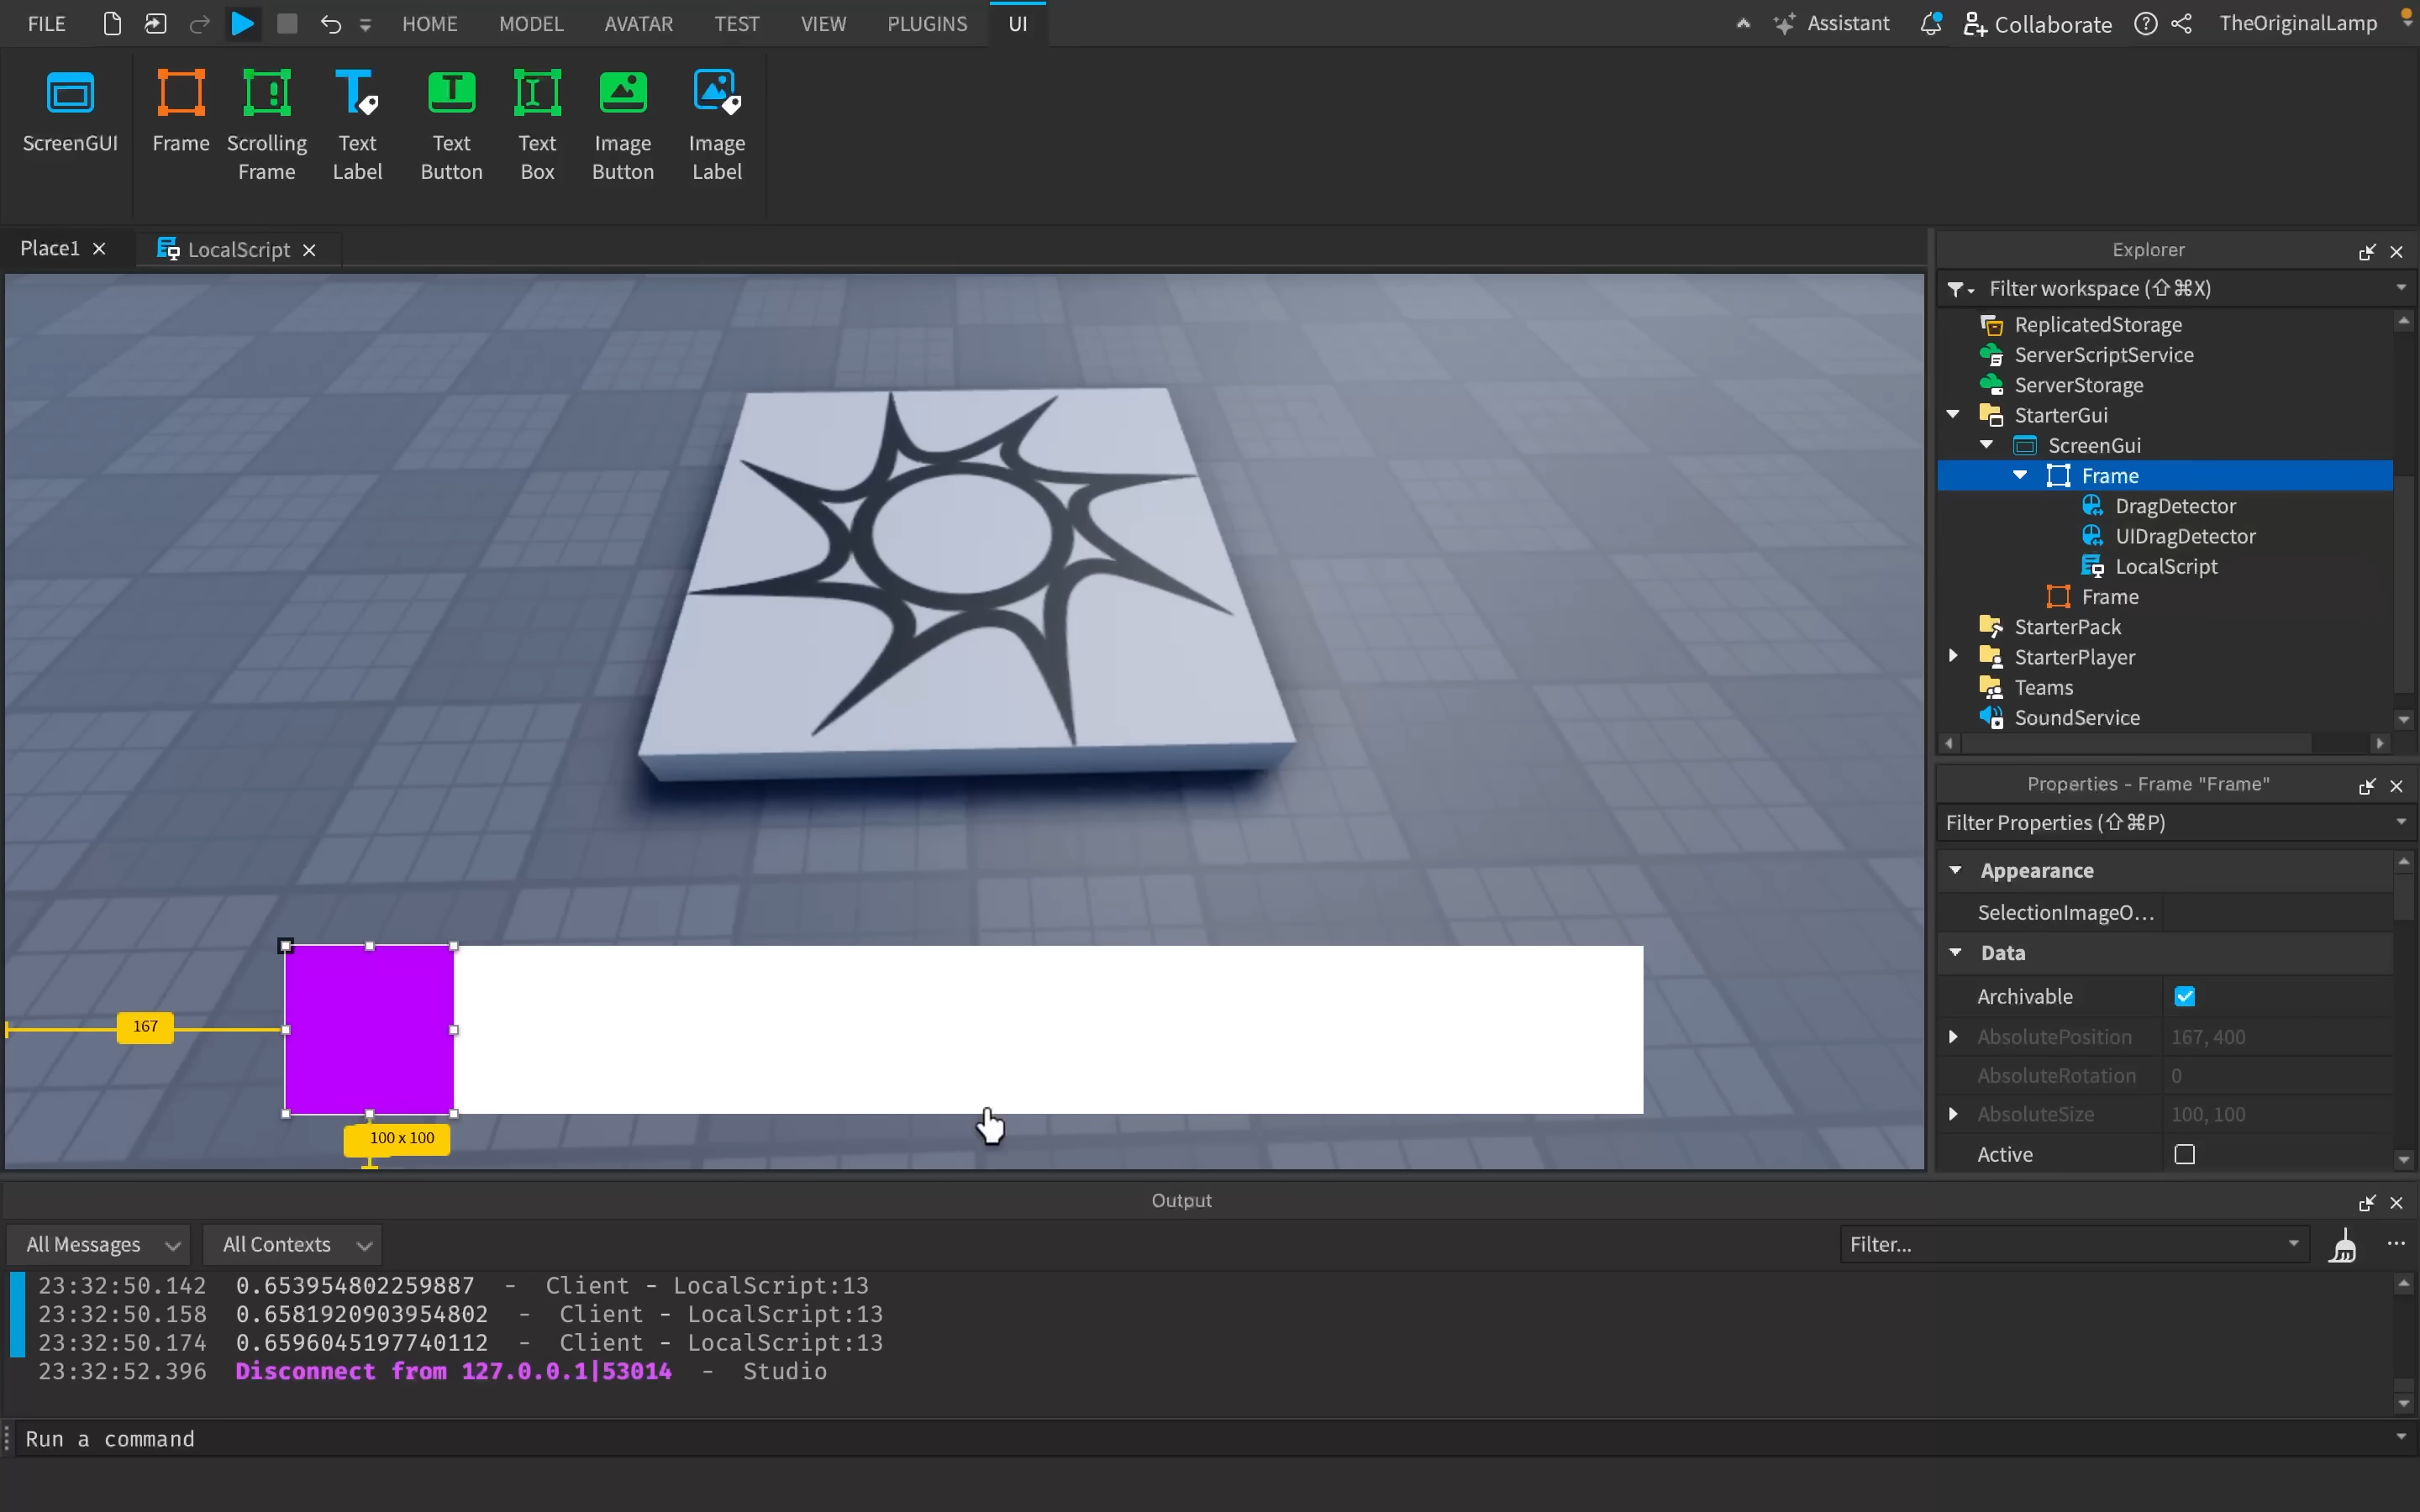 FILE HOME MODEL AVATAR TEST VIEW PLUGINS UI Assistant Collaborate TheOriginalLamp
ScreenGUI Frame Scrolling Frame Text Label Text Button Text Box Image Button Image Label
Place1 LocalScript
Explorer
Filter workspace (⇧⌘X)
ReplicatedStorage
ServerScriptService
ServerStorage
StarterGui
ScreenGui
Frame
DragDetector
UIDragDetector
LocalScript
Frame
StarterPack
StarterPlayer
Teams
SoundService
Properties - Frame "Frame"
Filter Properties (⇧⌘P)
Appearance
SelectionImageO...
Data
Archivable
AbsolutePosition 167, 400
AbsoluteRotation 0
AbsoluteSize 100, 100
Active
167
100 x 100
Output
All Messages All Contexts Filter...
23:32:50.142 0.653954802259887 - Client - LocalScript:13
23:32:50.158 0.6581920903954802 - Client - LocalScript:13
23:32:50.174 0.6596045197740112 - Client - LocalScript:13
23:32:52.396 Disconnect from 127.0.0.1|53014 - Studio
Run a command